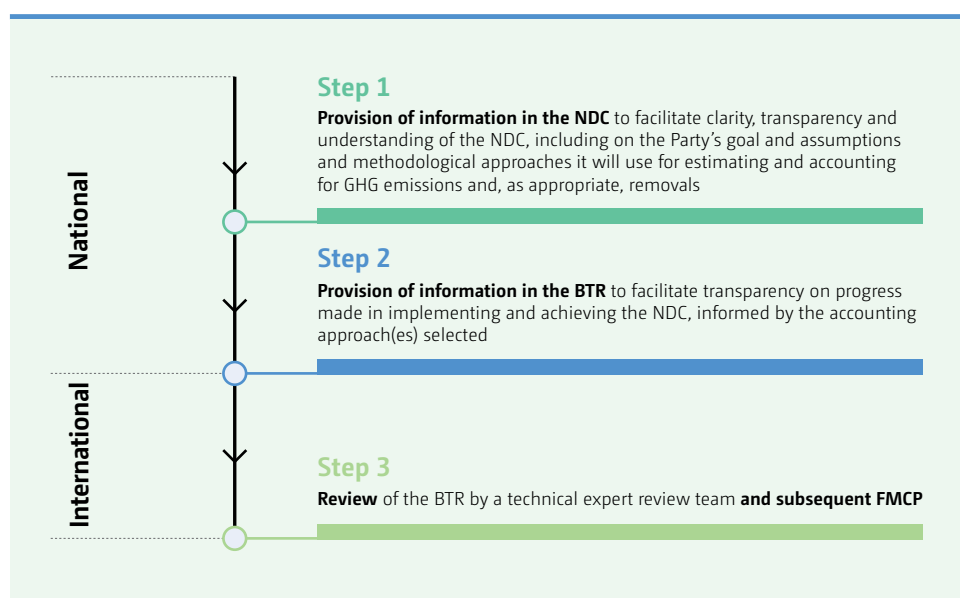 National
Step 1
Provision of information in the NDC to facilitate clarity, transparency and
understanding of the NDC, including on the Party's goal and assumptions
and methodological approaches it will use for estimating and accounting
for GHG emissions and, as appropriate, removals
Step 2
Provision of information in the BTR to facilitate transparency on progress
made in implementing and achieving the NDC, informed by the accounting
approach(es) selected
International
Step 3
Review of the BTR by a technical expert review team and subsequent FMCP